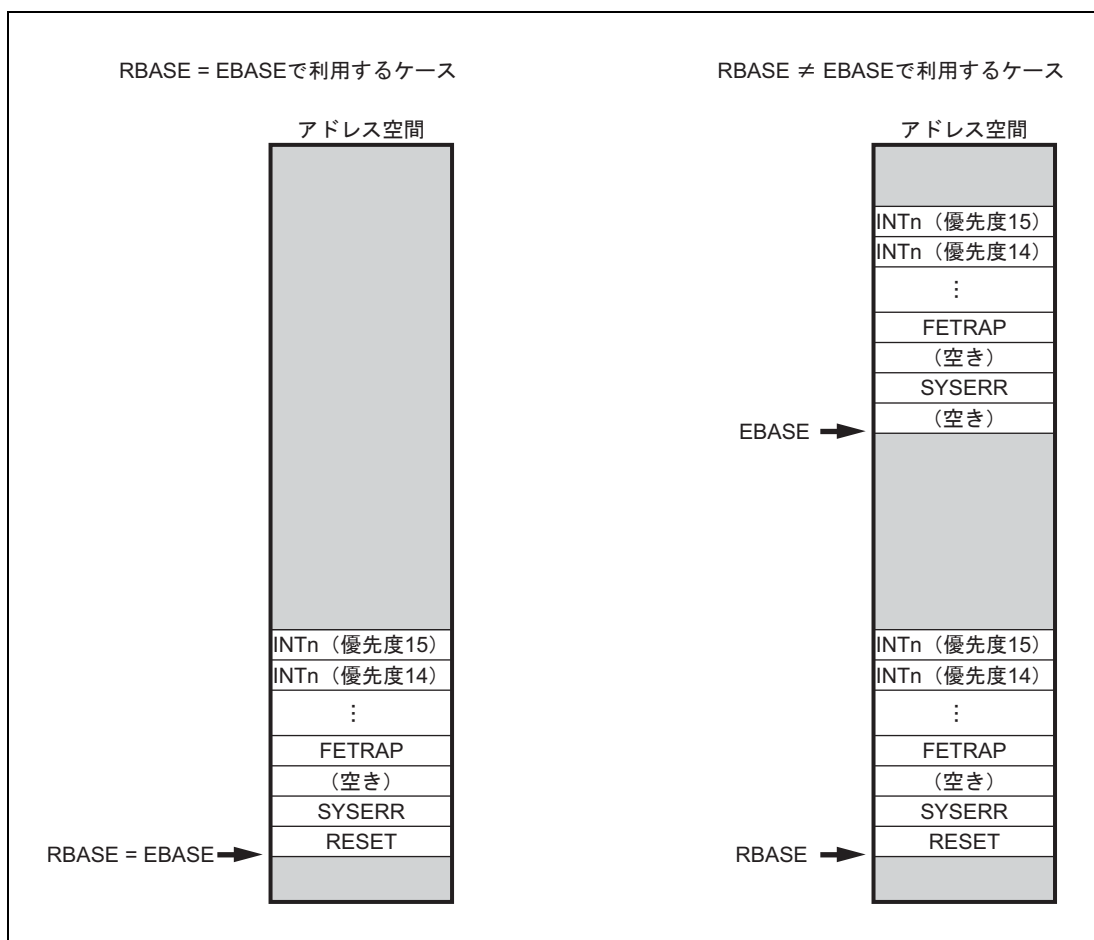 RBASE = EBASEで利用するケース
アドレス空間
INTn（優先度15）
INTn（優先度14）
⋮
FETRAP
（空き）
SYSERR
RESET
RBASE = EBASE
RBASE ≠ EBASEで利用するケース
アドレス空間
INTn（優先度15）
INTn（優先度14）
⋮
FETRAP
（空き）
SYSERR
（空き）
EBASE
INTn（優先度15）
INTn（優先度14）
⋮
FETRAP
（空き）
SYSERR
RESET
RBASE